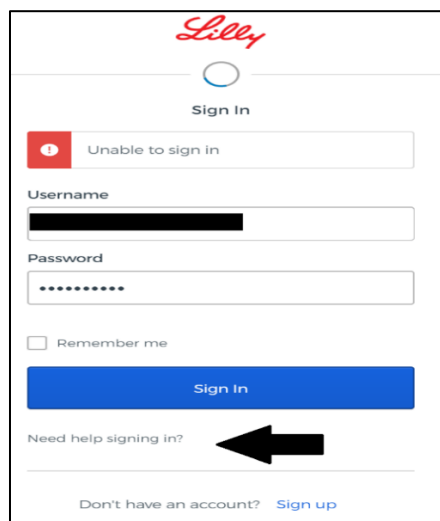 Lilly
Sign In
Unable to sign in
Username
Password
Remember me
Sign In
Need help signing in?
Don't have an account? Sign up